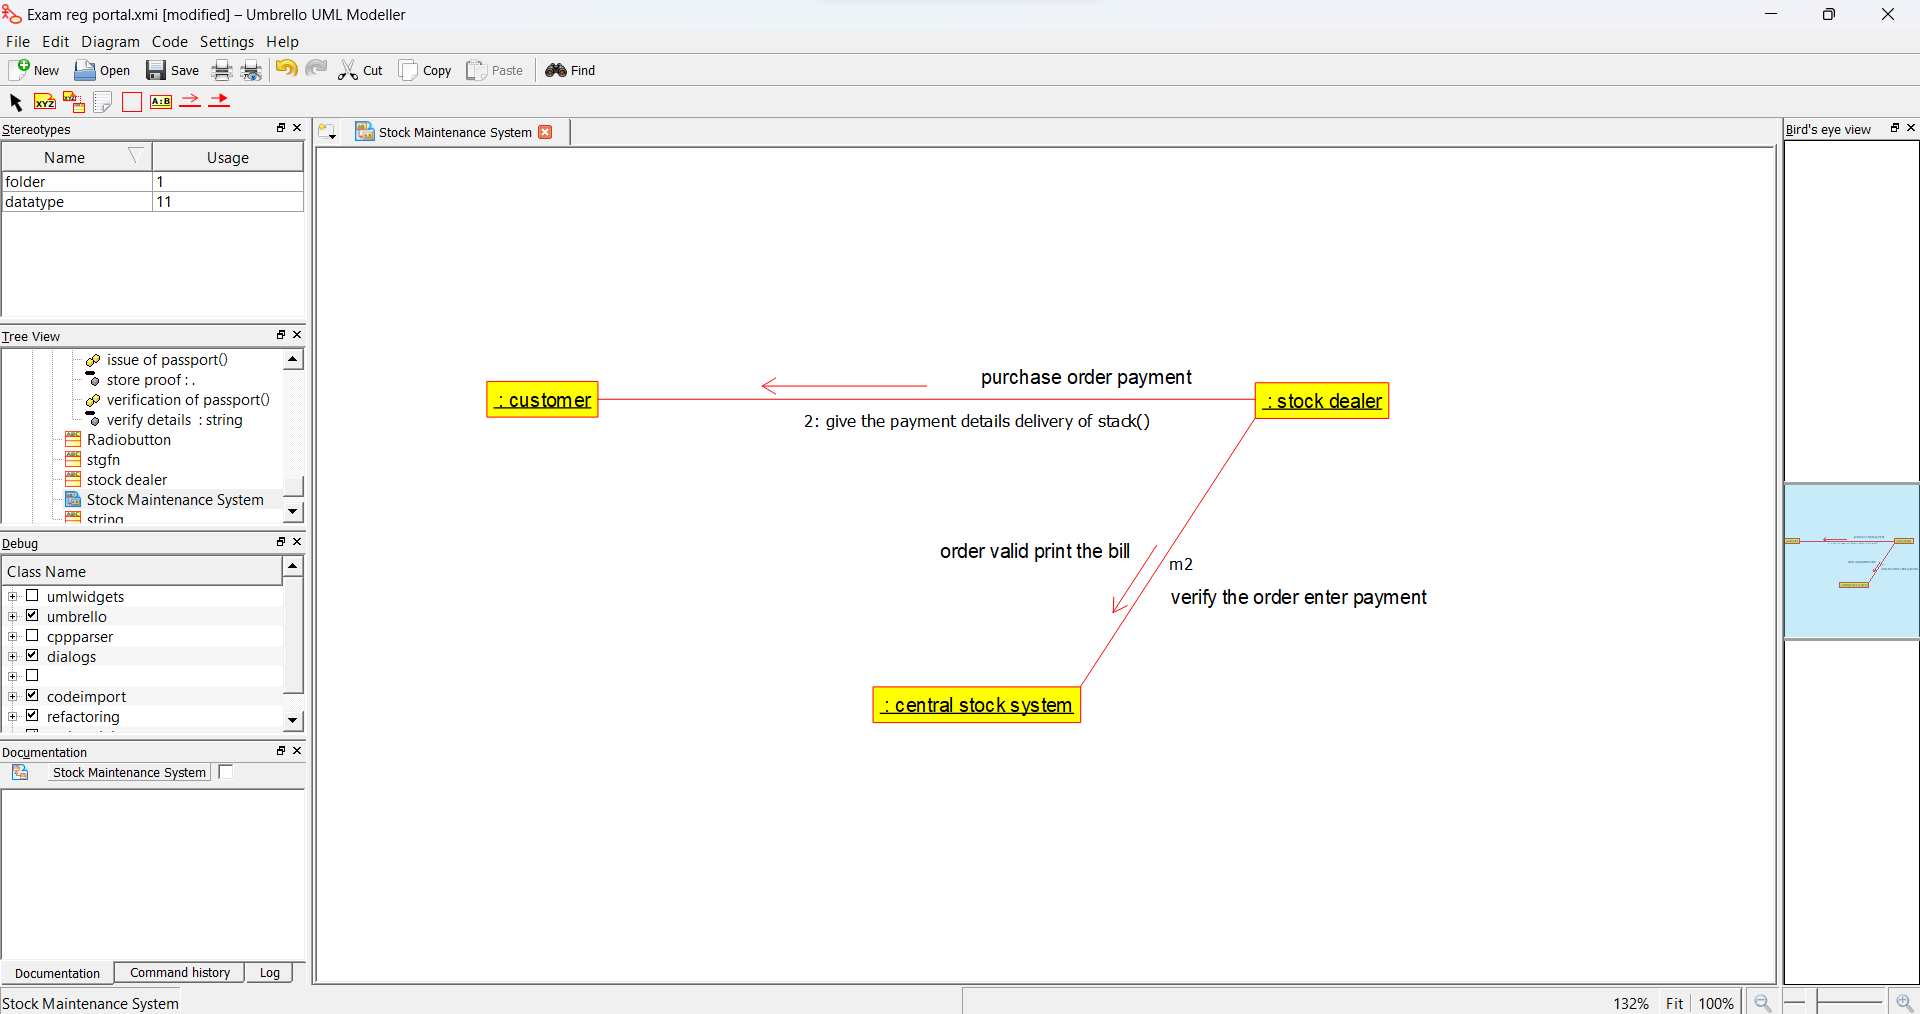 Exam reg portal.xmi [modified] – Umbrello UML Modeller
File Edit Diagram Code Settings Help
New Open Save Cut Copy Paste Find
XYZ XYZ A:B
Stereotypes
Name Usage
folder 1
datatype 11
Tree View
issue of passport()
store proof : .
verification of passport()
verify details : string
Radiobutton
stgfn
stock dealer
Stock Maintenance System
string
Debug
Class Name
umlwidgets
umbrello
cppparser
dialogs
codeimport
refactoring
Documentation
Stock Maintenance System
Documentation Command history Log
Stock Maintenance System
Stock Maintenance System
purchase order payment
: customer
: stock dealer
2: give the payment details delivery of stack()
order valid print the bill
m2
verify the order enter payment
: central stock system
Bird's eye view
132% Fit 100%